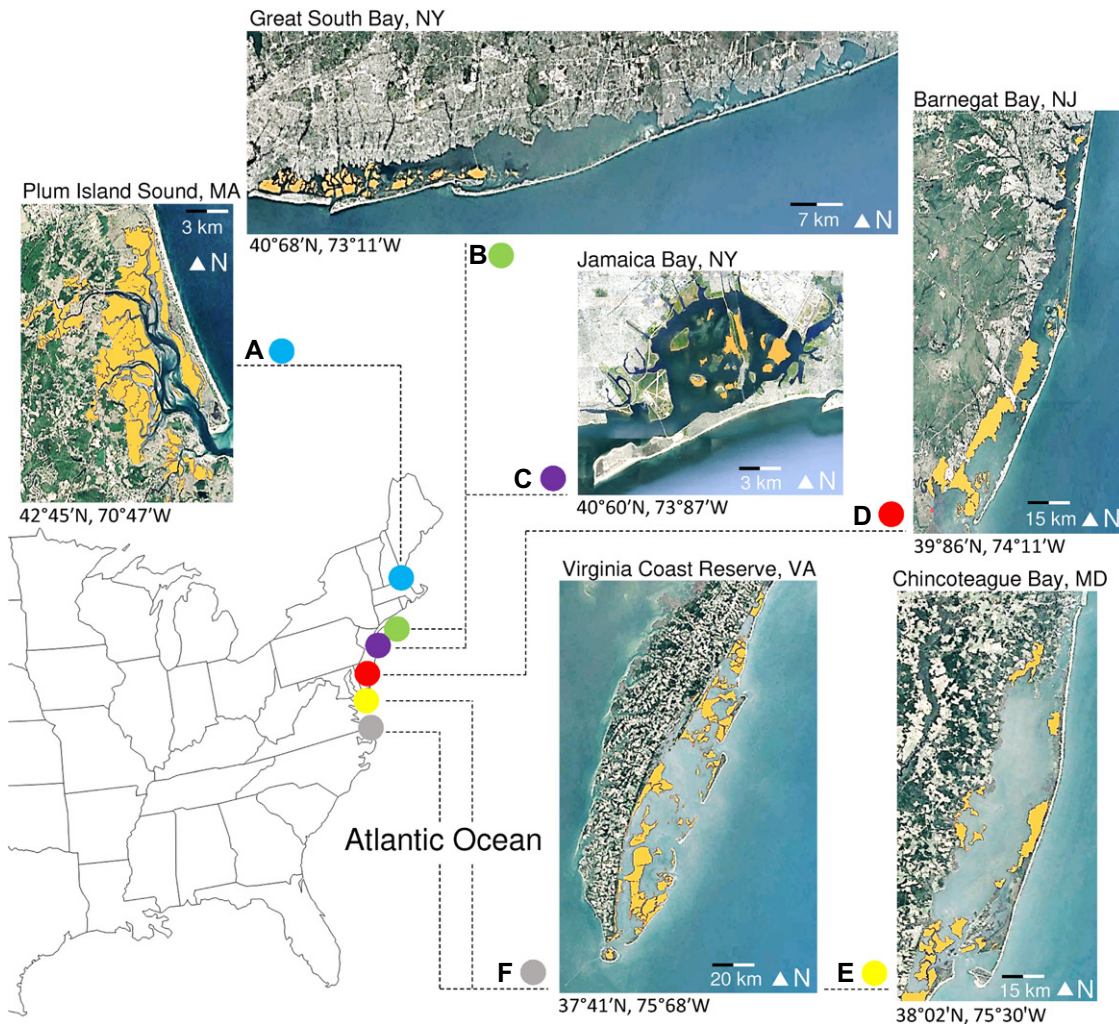 Great South Bay, NY
7 km
N
40°68’N, 73°11’W
Barnegat Bay, NJ
15 km
N
39°86’N, 74°11’W
Plum Island Sound, MA
3 km
N
42°45’N, 70°47’W
B
Jamaica Bay, NY
3 km
N
40°60’N, 73°87’W
A
C
D
Virginia Coast Reserve, VA
20 km
N
37°41’N, 75°68’W
Chincoteague Bay, MD
15 km
N
38°02’N, 75°30’W
Atlantic Ocean
F
E